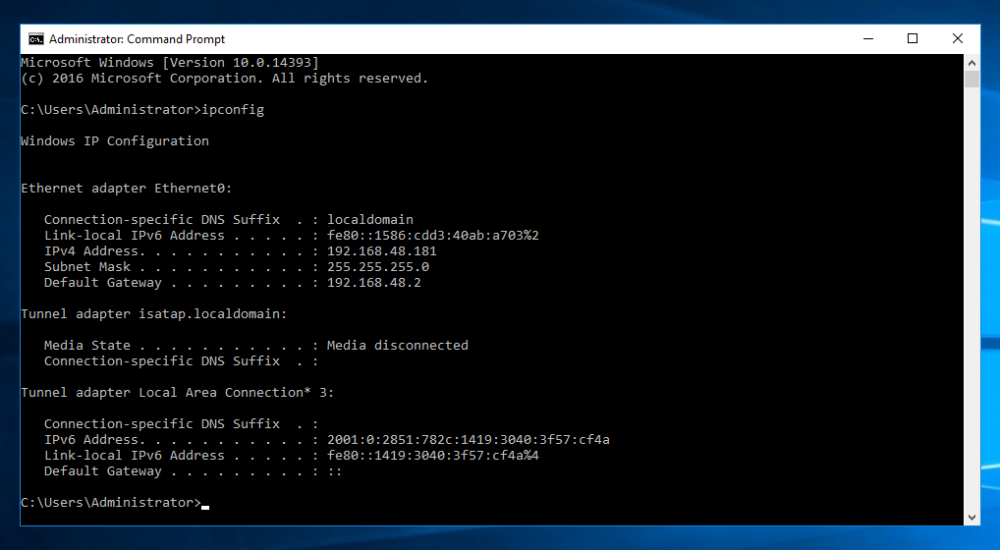 Administrator: Command Prompt
Microsoft Windows [Version 10.0.14393]
(c) 2016 Microsoft Corporation. All rights reserved.
C:\Users\Administrator>ipconfig
Windows IP Configuration
Ethernet adapter Ethernet0:
   Connection-specific DNS Suffix  . : localdomain
   Link-local IPv6 Address . . . . . : fe80::1586:cdd3:40ab:a703%2
   IPv4 Address. . . . . . . . . . . : 192.168.48.181
   Subnet Mask . . . . . . . . . . . : 255.255.255.0
   Default Gateway . . . . . . . . . : 192.168.48.2
Tunnel adapter isatap.localdomain:
   Media State . . . . . . . . . . . : Media disconnected
   Connection-specific DNS Suffix  . :
Tunnel adapter Local Area Connection* 3:
   Connection-specific DNS Suffix  . :
   IPv6 Address. . . . . . . . . . . : 2001:0:2851:782c:1419:3040:3f57:cf4a
   Link-local IPv6 Address . . . . . : fe80::1419:3040:3f57:cf4a%4
   Default Gateway . . . . . . . . . : ::
C:\Users\Administrator>